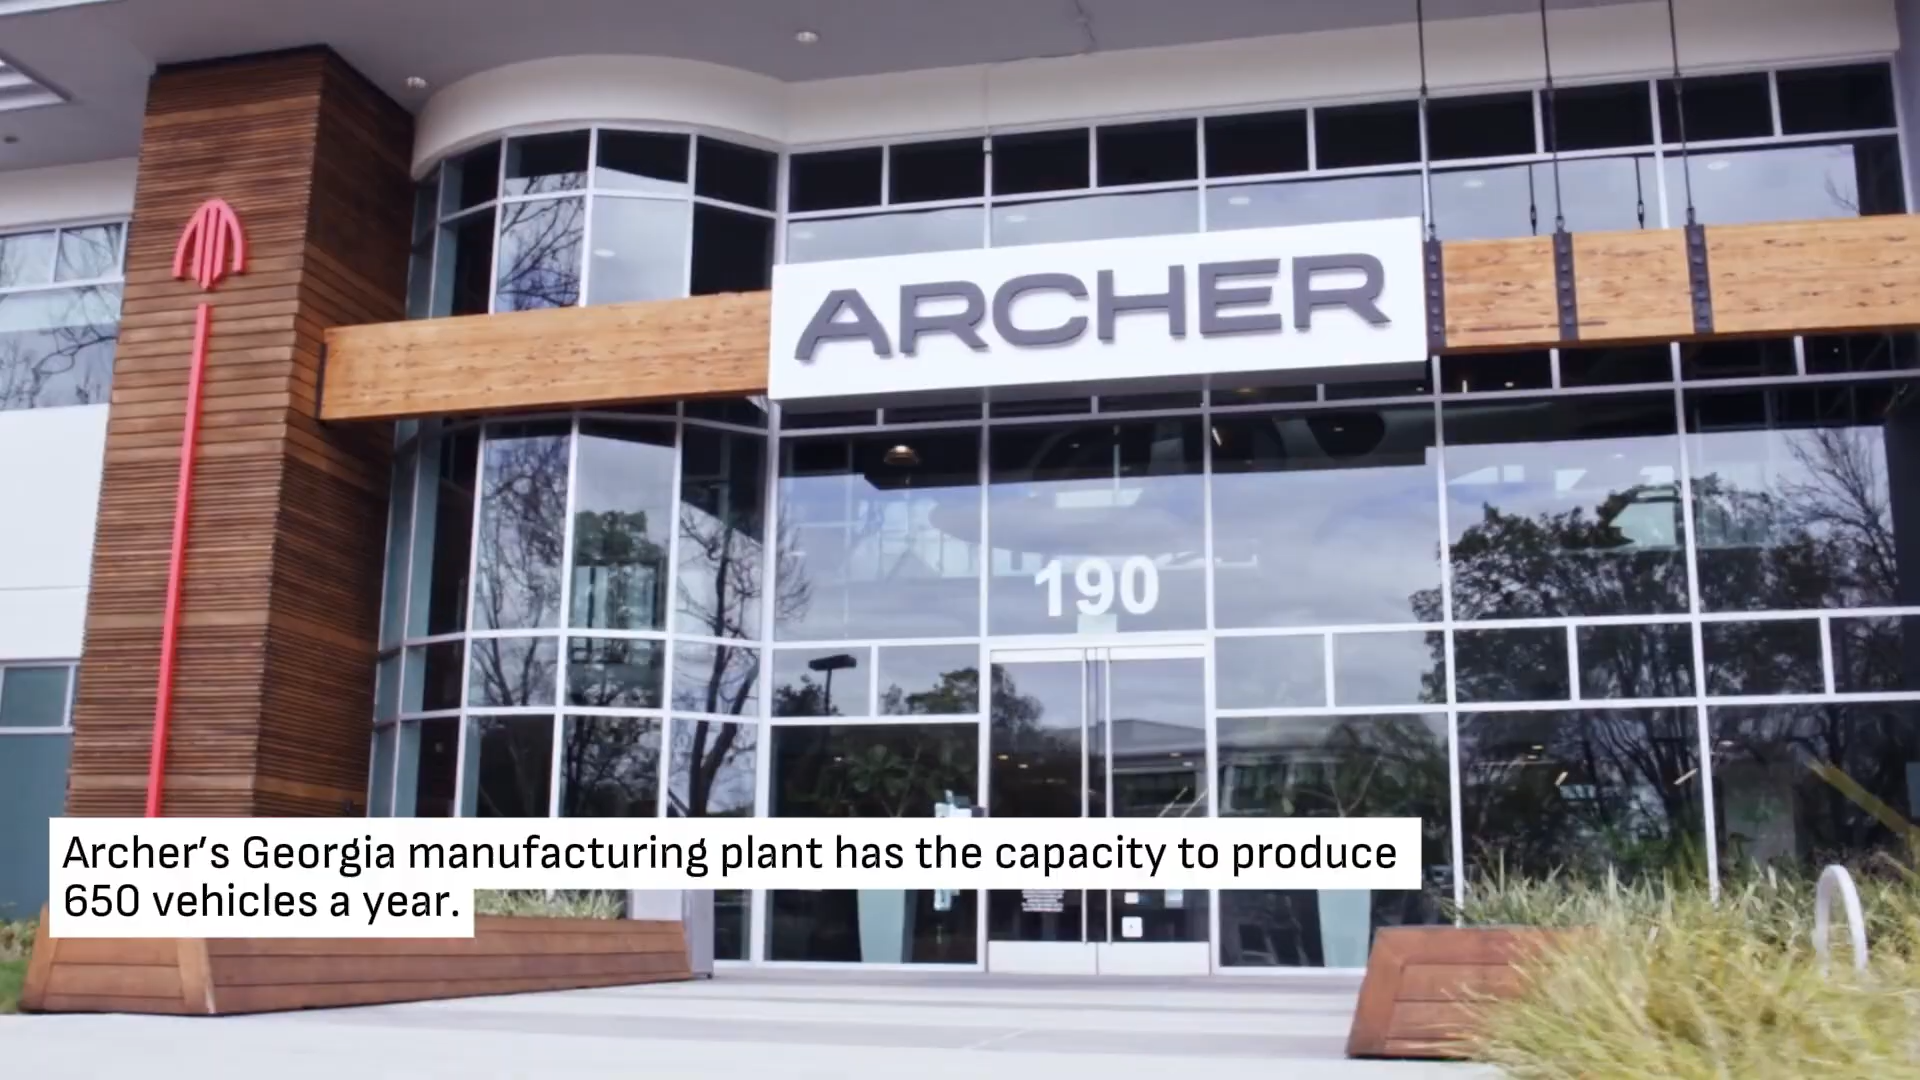 ARCHER
190
Archer’s Georgia manufacturing plant has the capacity to produce
650 vehicles a year.